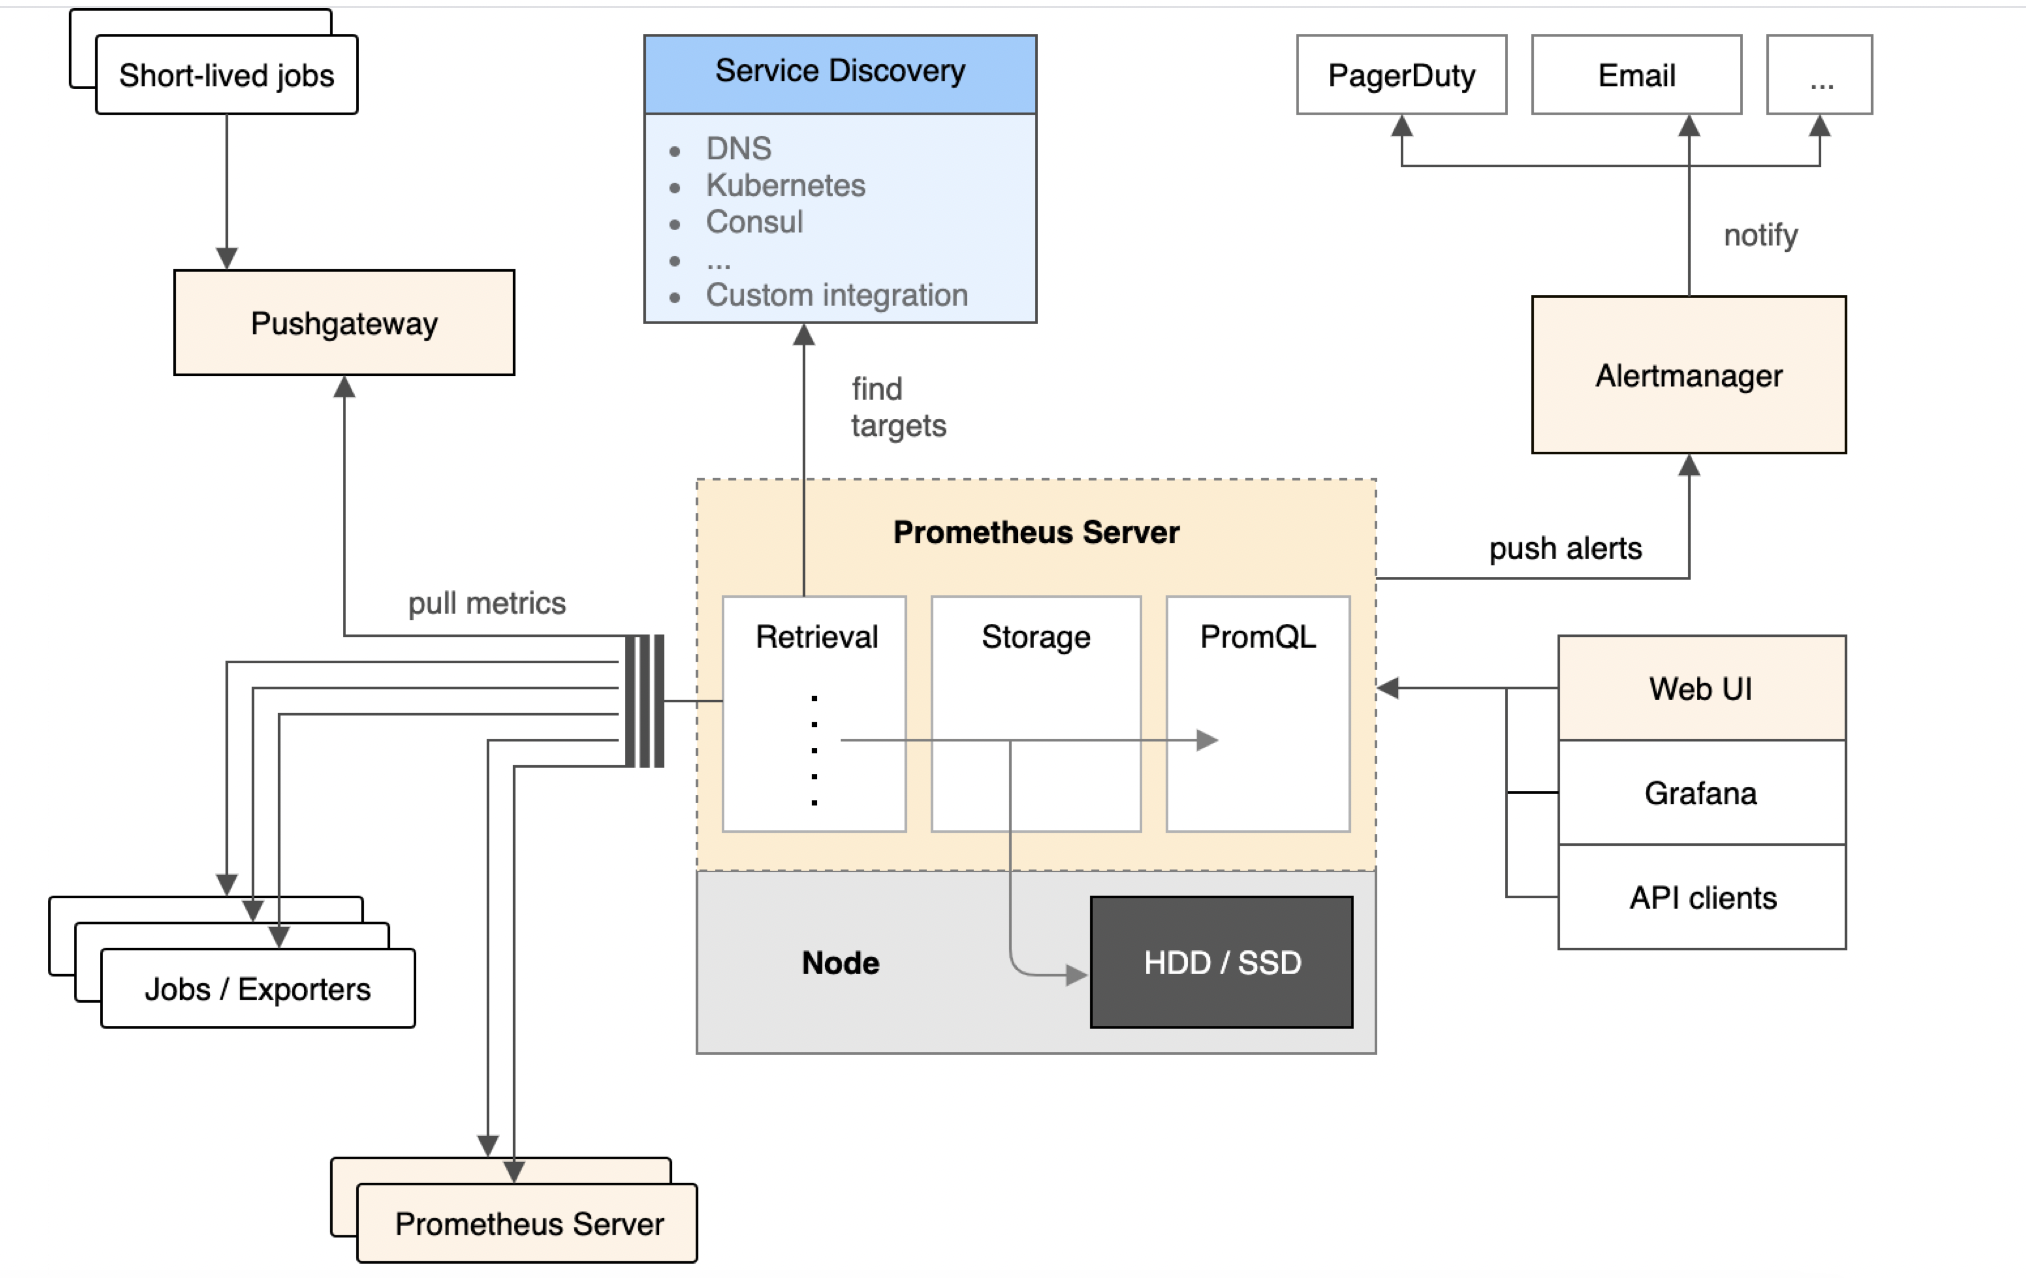 Short-lived jobs
Service Discovery
• DNS
• Kubernetes
• Consul
• ...
• Custom integration
PagerDuty
Email
...
notify
Pushgateway
Alertmanager
find
targets
Prometheus Server
push alerts
pull metrics
Retrieval
Storage
PromQL
Web UI
Grafana
API clients
Node
HDD / SSD
Jobs / Exporters
Prometheus Server